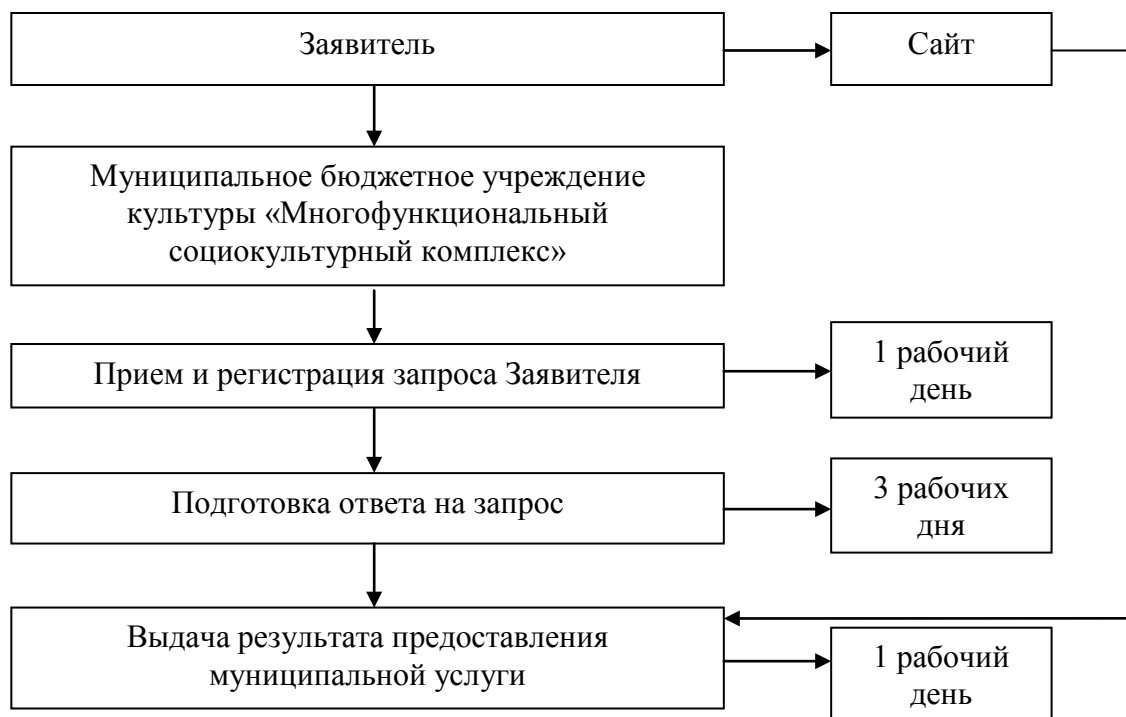 Заявитель
Сайт
Муниципальное бюджетное учреждение
культуры «Многофункциональный
социокультурный комплекс»
Прием и регистрация запроса Заявителя
1 рабочий
день
Подготовка ответа на запрос
3 рабочих
дня
Выдача результата предоставления
муниципальной услуги
1 рабочий
день